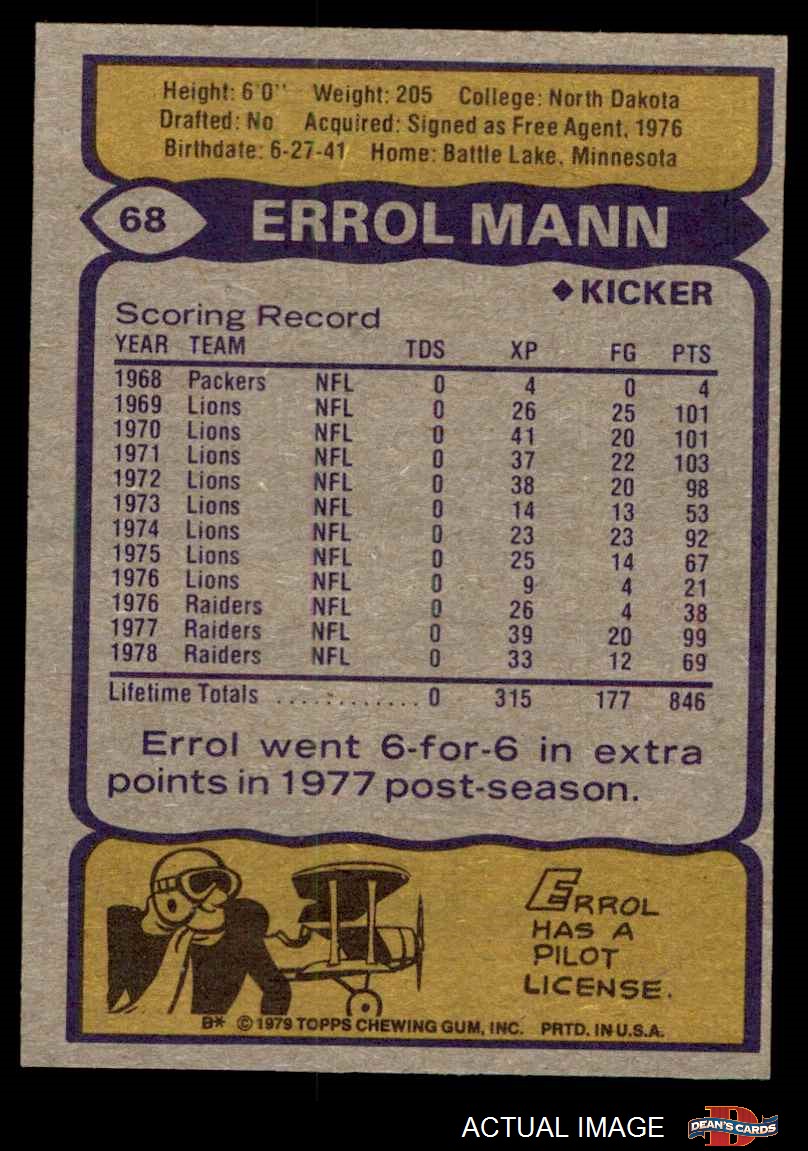 Height: 6'0" Weight: 205 College: North Dakota
Drafted: No Acquired: Signed as Free Agent, 1976
Birthdate: 6-27-41 Home: Battle Lake, Minnesota
68 ERROL MANN
◆KICKER
Scoring Record
YEAR TEAM TDS XP FG PTS
1968 Packers NFL 0 4 0 4
1969 Lions NFL 0 26 25 101
1970 Lions NFL 0 41 20 101
1971 Lions NFL 0 37 22 103
1972 Lions NFL 0 38 20 98
1973 Lions NFL 0 14 13 53
1974 Lions NFL 0 23 23 92
1975 Lions NFL 0 25 14 67
1976 Lions NFL 0 9 4 21
1976 Raiders NFL 0 26 4 38
1977 Raiders NFL 0 39 20 99
1978 Raiders NFL 0 33 12 69
Lifetime Totals ............. 0 315 177 846
Errol went 6-for-6 in extra
points in 1977 post-season.
ERROL
HAS A
PILOT
LICENSE.
B* ©1979 TOPPS CHEWING GUM, INC. PRTD. IN U.S.A.
ACTUAL IMAGE
DEAN'S CARDS